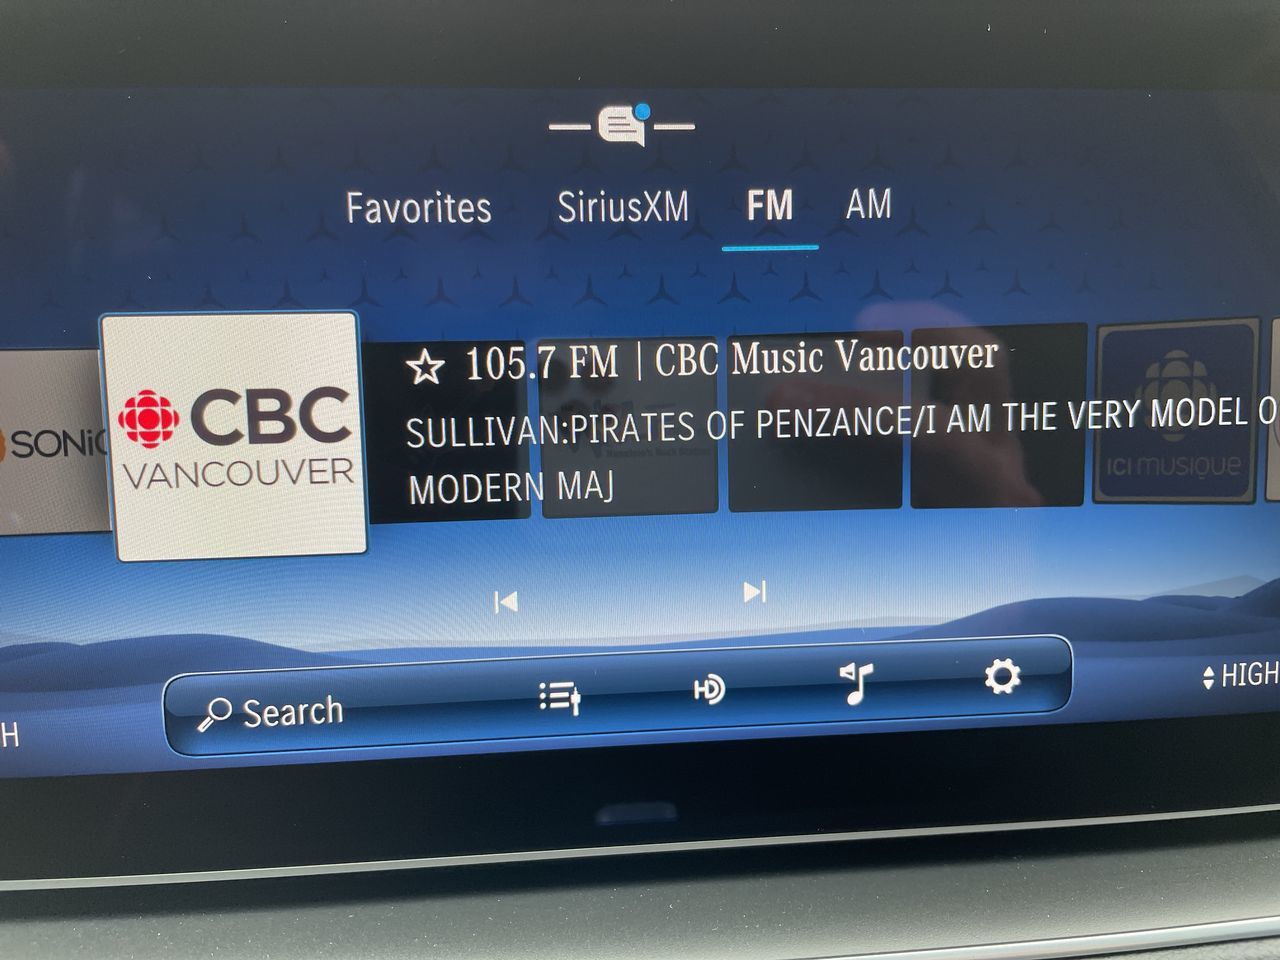 Favorites SiriusXM FM AM
SONiC
CBC
VANCOUVER
105.7 FM | CBC Music Vancouver
SULLIVAN:PIRATES OF PENZANCE/I AM THE VERY MODEL O
MODERN MAJ
ICI musique
Search
HD
HIGH
H